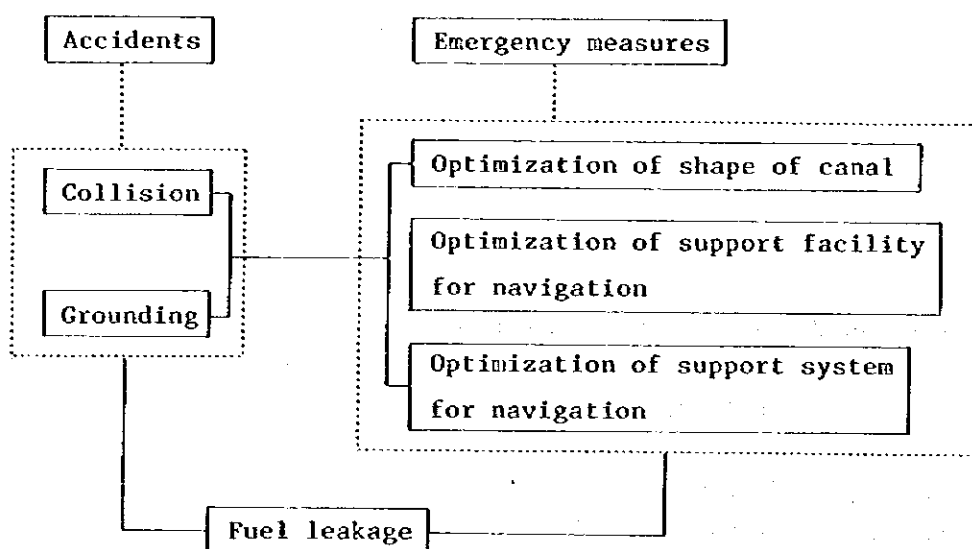 Accidents
Emergency measures
Collision
Grounding
Optimization of shape of canal
Optimization of support facility
for navigation
Optimization of support system
for navigation
Fuel leakage